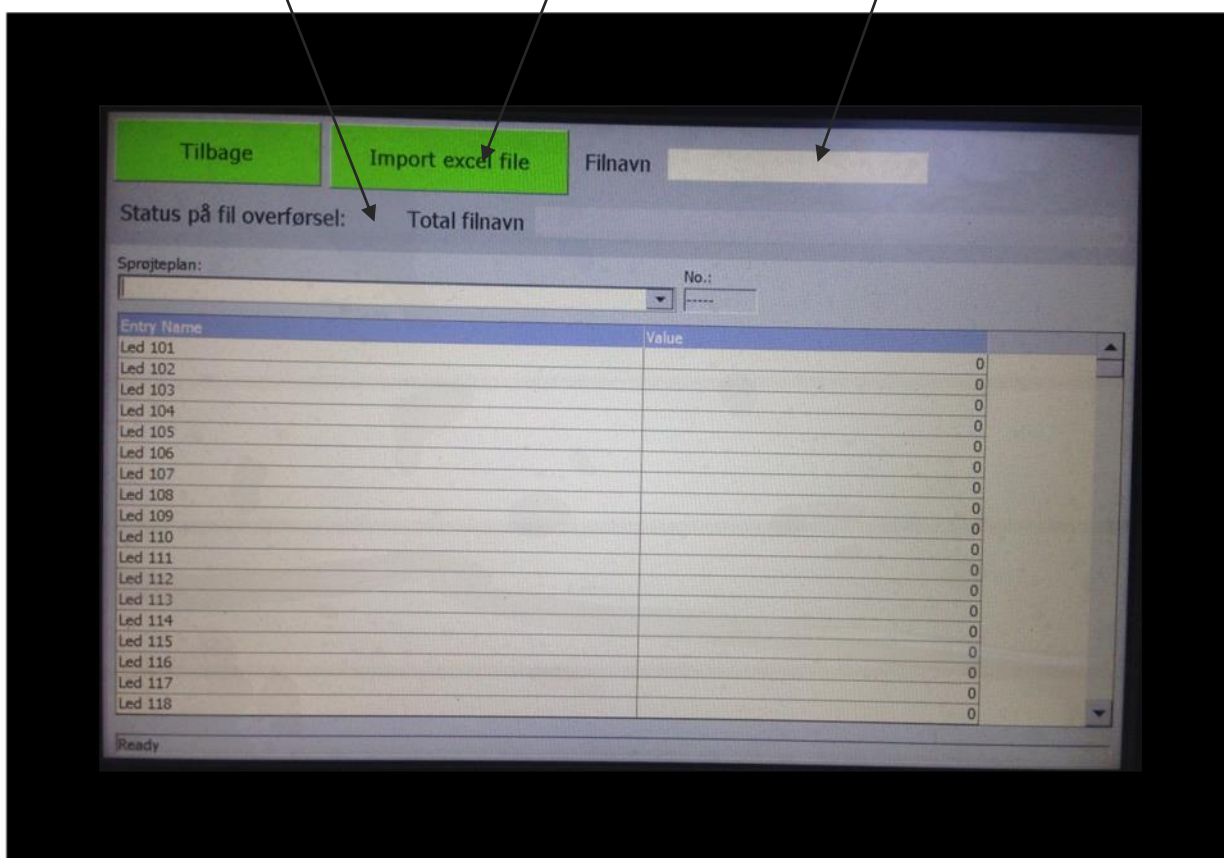 Tilbage
Import excel file
Filnavn
Status på fil overførsel:
Total filnavn
Sprøjteplan:
No.:
-----
Entry Name Value
Led 101 0
Led 102 0
Led 103 0
Led 104 0
Led 105 0
Led 106 0
Led 107 0
Led 108 0
Led 109 0
Led 110 0
Led 111 0
Led 112 0
Led 113 0
Led 114 0
Led 115 0
Led 116 0
Led 117 0
Led 118 0
Ready